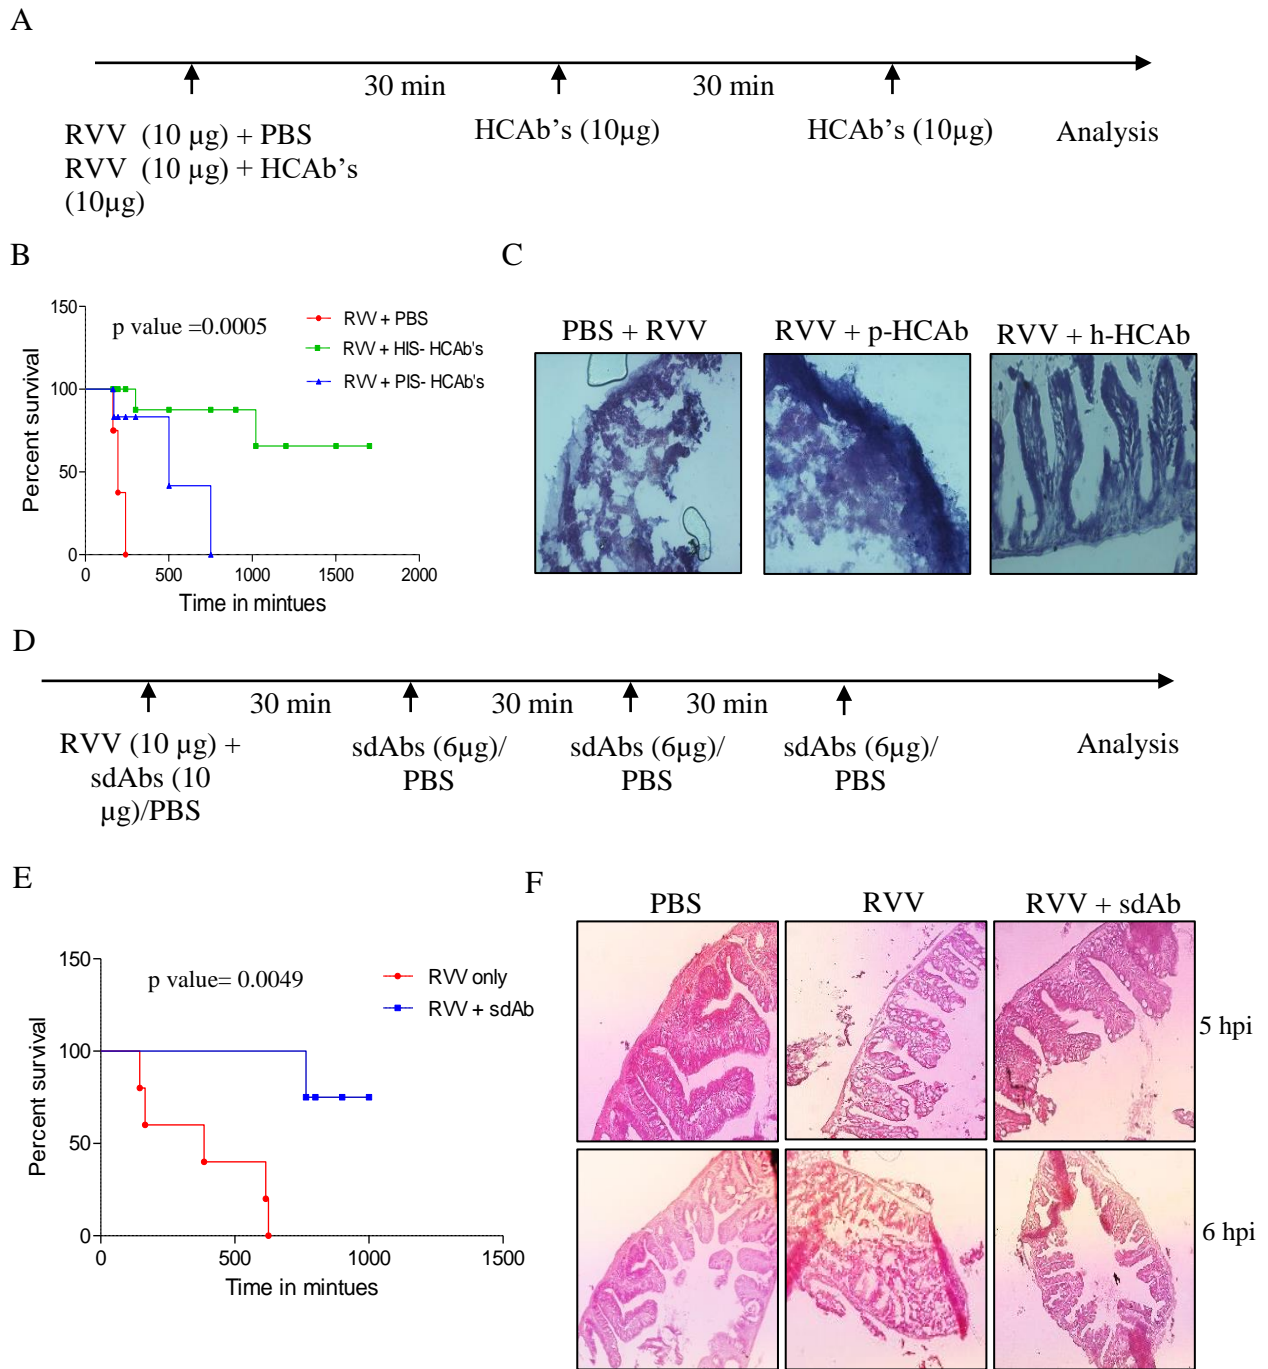 A
30 min
30 min
RVV (10 µg) + PBS
RVV (10 µg) + HCAb's
(10µg)
HCAb's (10µg)
HCAb's (10µg)
Analysis
B
150
100
50
0
Percent survival
p value =0.0005
RVV + PBS
RVV + HIS- HCAb's
RVV + PIS- HCAb's
0
500
1000
1500
2000
Time in mintues
C
PBS + RVV
RVV + p-HCAb
RVV + h-HCAb
D
30 min
30 min
30 min
RVV (10 µg) +
sdAbs (10
µg)/PBS
sdAbs (6µg)/
PBS
sdAbs (6µg)/
PBS
sdAbs (6µg)/
PBS
Analysis
E
150
100
50
0
Percent survival
p value= 0.0049
RVV only
RVV + sdAb
0
500
1000
1500
Time in mintues
F
PBS
RVV
RVV + sdAb
5 hpi
6 hpi